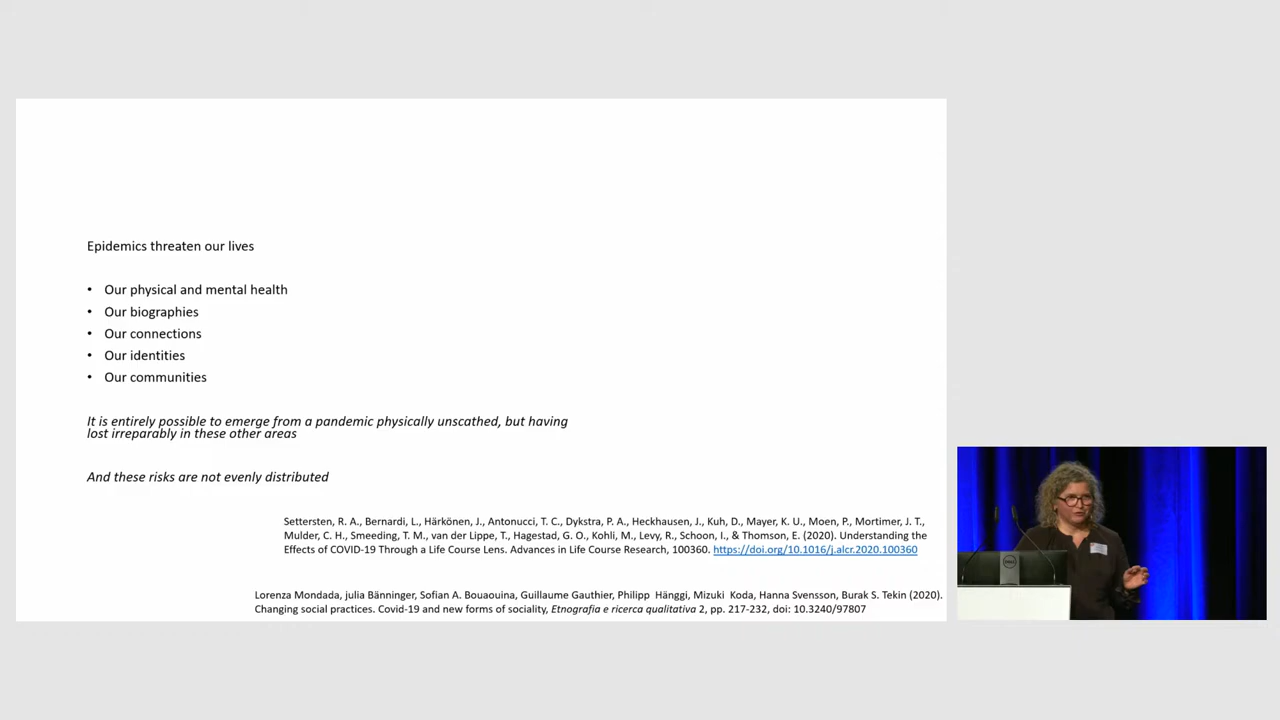 Epidemics threaten our lives
• Our physical and mental health
• Our biographies
• Our connections
• Our identities
• Our communities
It is entirely possible to emerge from a pandemic physically unscathed, but having
lost irreparably in these other areas
And these risks are not evenly distributed
Settersten, R. A., Bernardi, L., Härkönen, J., Antonucci, T. C., Dykstra, P. A., Heckhausen, J., Kuh, D., Mayer, K. U., Moen, P., Mortimer, J. T.,
Mulder, C. H., Smeeding, T. M., van der Lippe, T., Hagestad, G. O., Kohli, M., Levy, R., Schoon, I., & Thomson, E. (2020). Understanding the
Effects of COVID-19 Through a Life Course Lens. Advances in Life Course Research, 100360. https://doi.org/10.1016/j.alcr.2020.100360
Lorenza Mondada, julia Bänninger, Sofian A. Bouaouina, Guillaume Gauthier, Philipp Hänggi, Mizuki Koda, Hanna Svensson, Burak S. Tekin (2020).
Changing social practices. Covid-19 and new forms of sociality, Etnografia e ricerca qualitativa 2, pp. 217-232, doi: 10.3240/97807
DELL